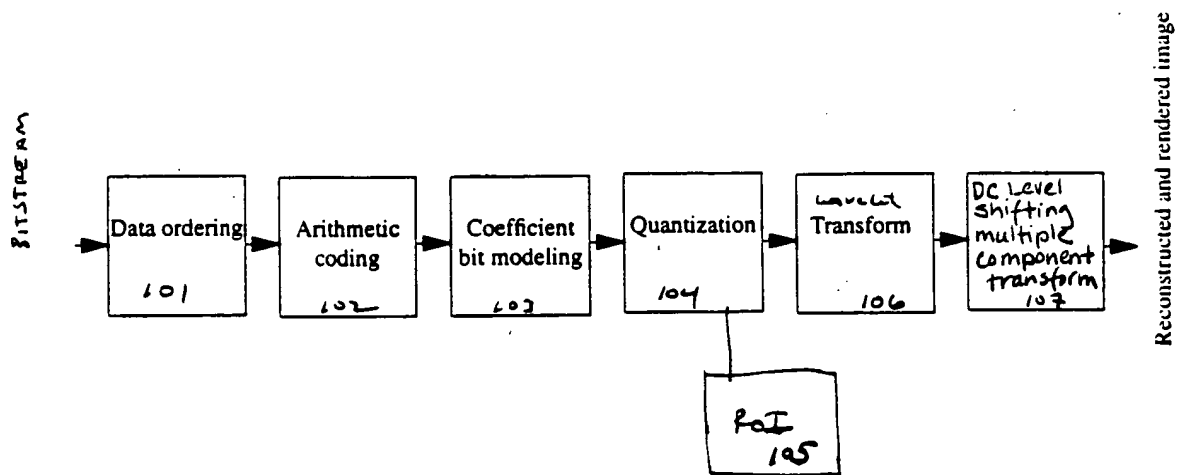 BITSTREAM
Data ordering
101
Arithmetic
coding
102
Coefficient
bit modeling
103
Quantization
104
wavelet
Transform
106
DC Level
shifting
multiple
component
transform
107
Reconstructed and rendered image
RoI
105